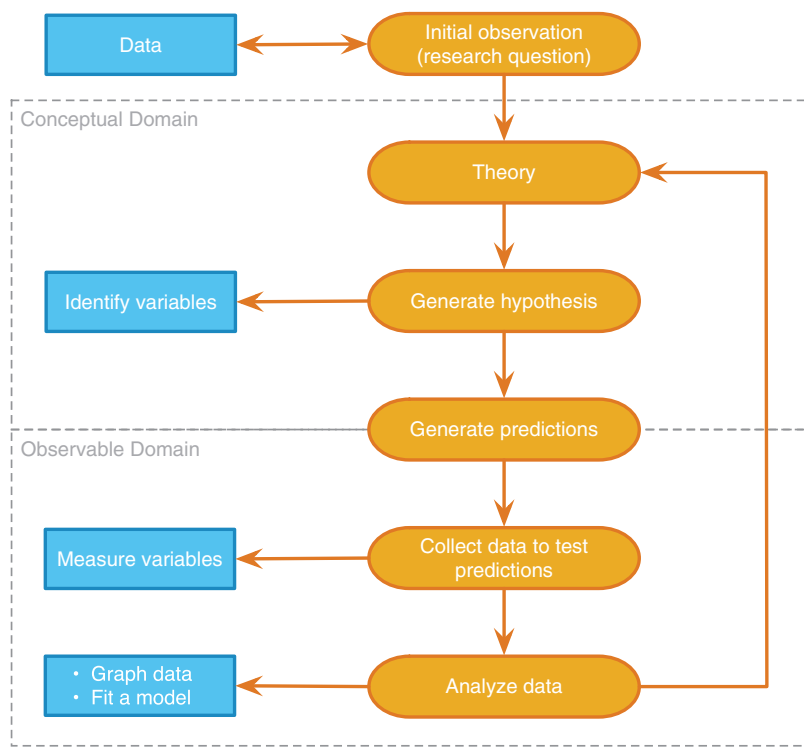 Data
Initial observation
(research question)
Conceptual Domain
Theory
Identify variables
Generate hypothesis
Generate predictions
Observable Domain
Measure variables
Collect data to test
predictions
• Graph data
• Fit a model
Analyze data